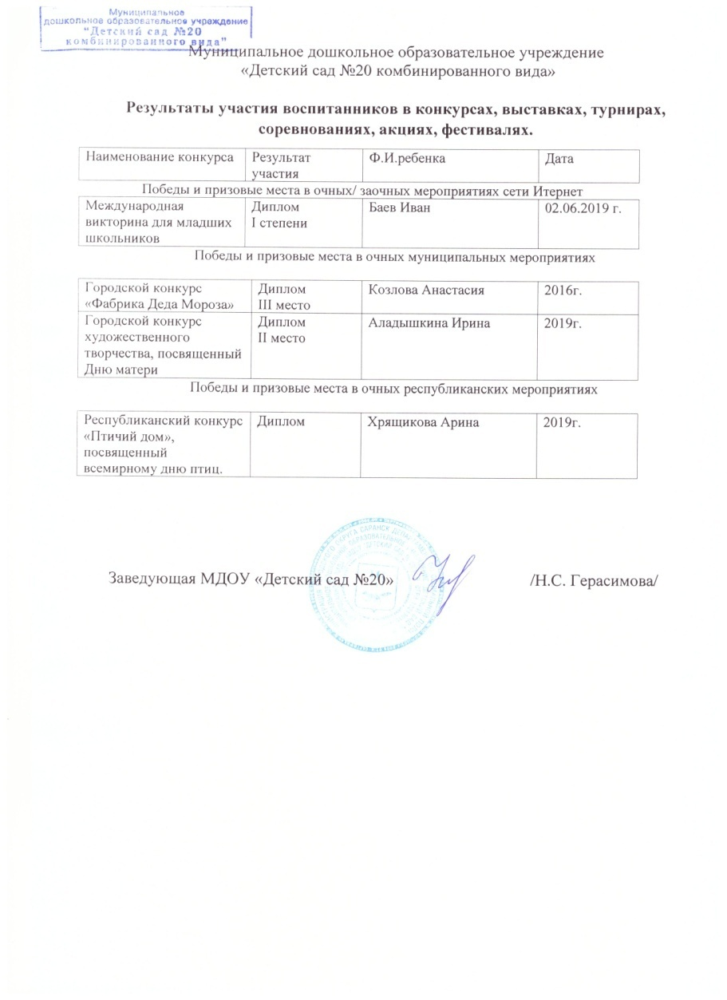 Муниципальное
дошкольное образовательное учреждение
"Детский сад №20
комбинированного вида"
Муниципальное дошкольное образовательное учреждение
«Детский сад №20 комбинированного вида»
Результаты участия воспитанников в конкурсах, выставках, турнирах,
соревнованиях, акциях, фестивалях.
Наименование конкурса
Результат
участия
Ф.И.ребенка
Дата
Победы и призовые места в очных/ заочных мероприятиях сети Итернет
Международная
викторина для младших
школьников
Диплом
I степени
Баев Иван
02.06.2019 г.
Победы и призовые места в очных муниципальных мероприятиях
Городской конкурс
«Фабрика Деда Мороза»
Диплом
III место
Козлова Анастасия
2016г.
Городской конкурс
художественного
творчества, посвященный
Дню матери
Диплом
II место
Аладышкина Ирина
2019г.
Победы и призовые места в очных республиканских мероприятиях
Республиканский конкурс
«Птичий дом»,
посвященный
всемирному дню птиц.
Диплом
Хрящикова Арина
2019г.
Заведующая МДОУ «Детский сад №20»
/Н.С. Герасимова/